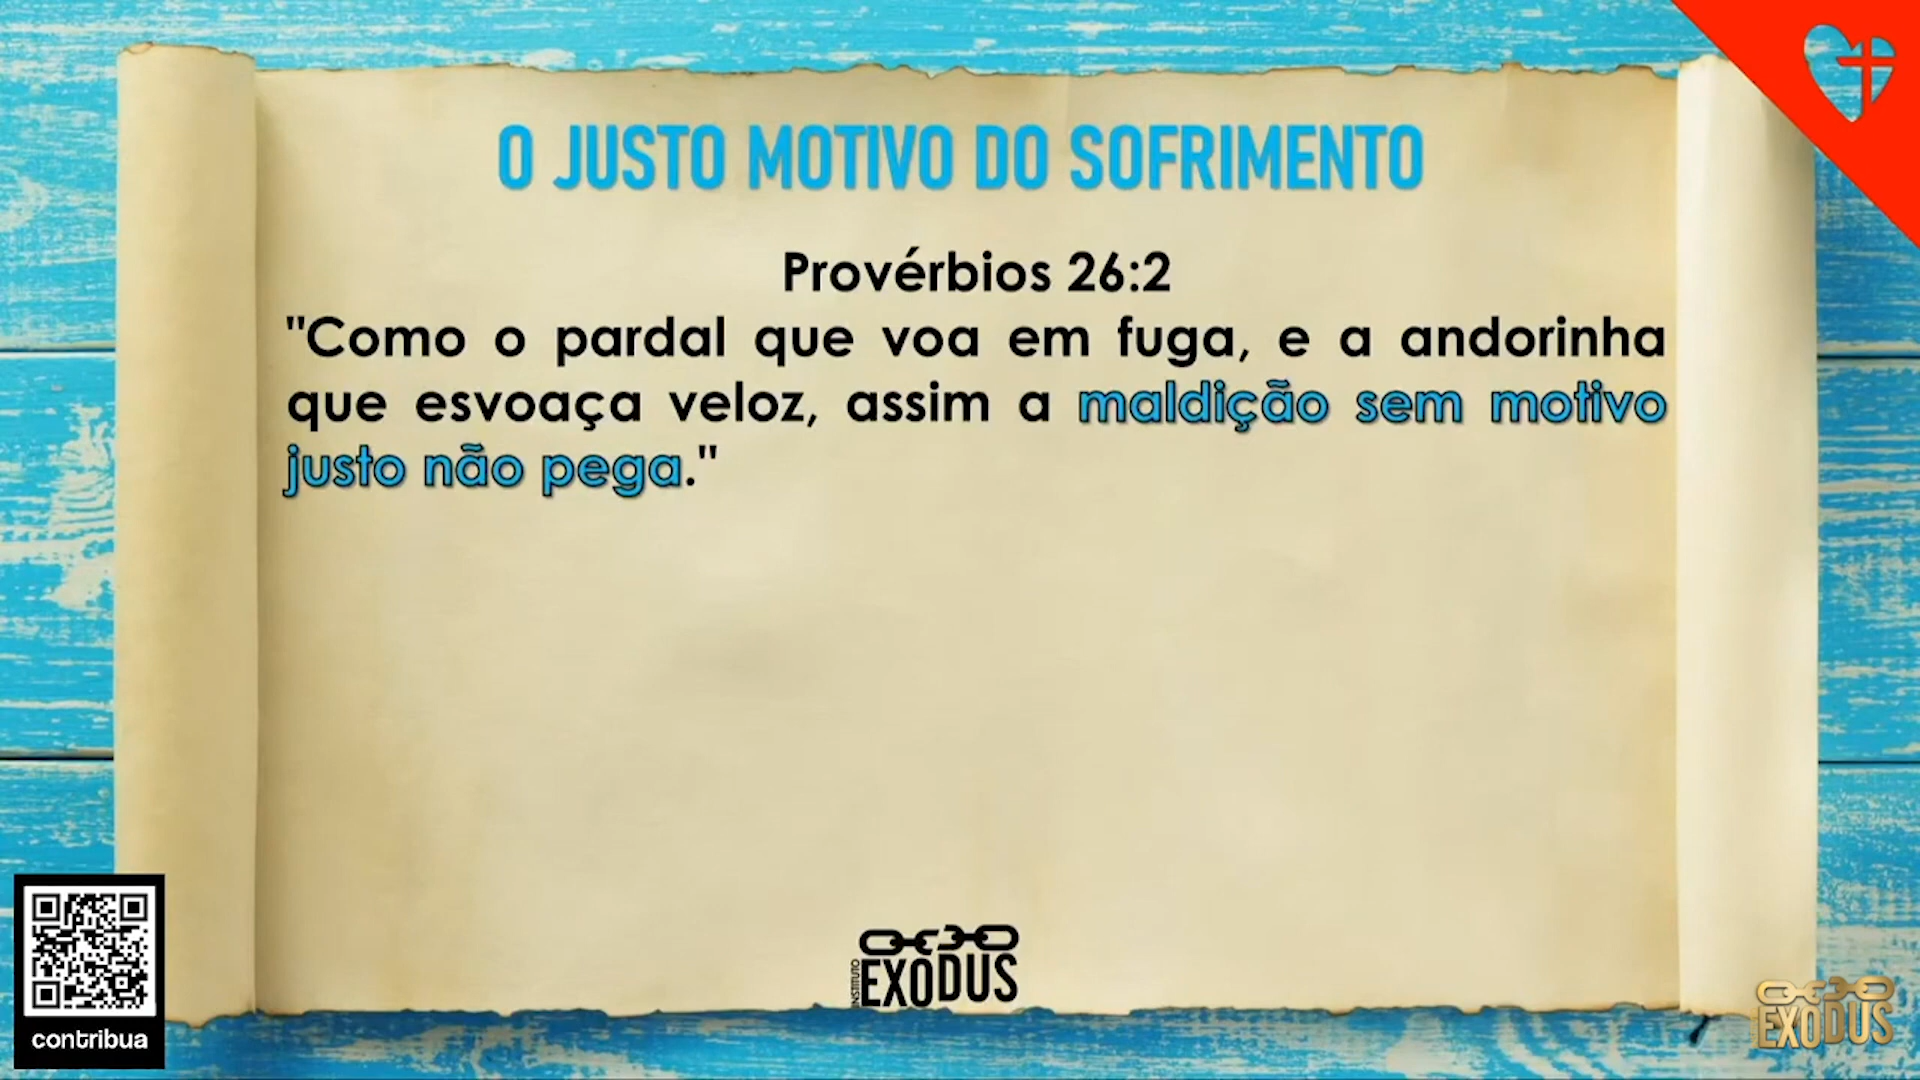 O JUSTO MOTIVO DO SOFRIMENTO
Provérbios 26:2
"Como o pardal que voa em fuga, e a andorinha
que esvoaça veloz, assim a maldição sem motivo
justo não pega."
INSTITUTO
EXODUS
contribua
EXODUS